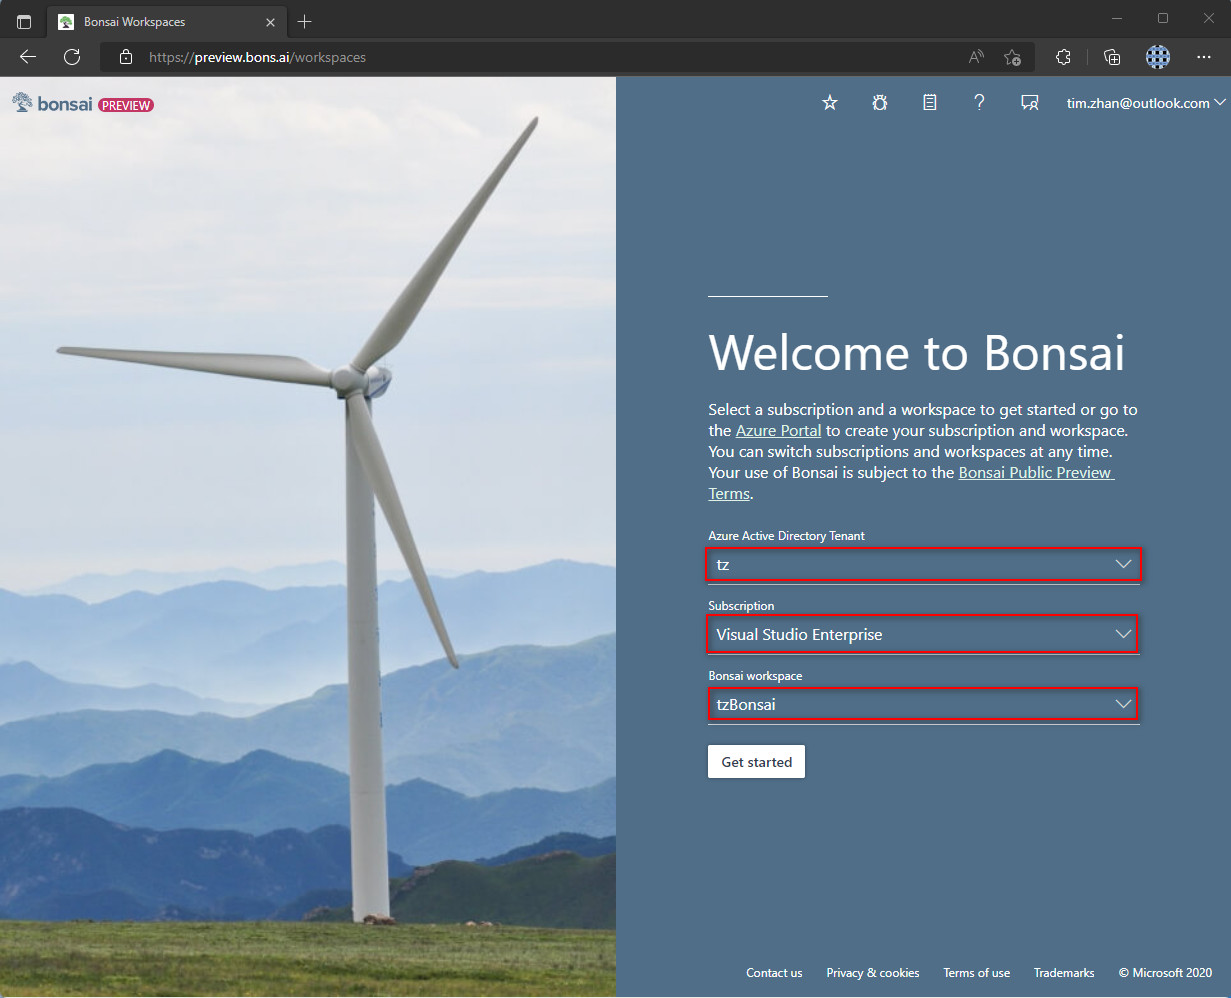 Bonsai Workspaces
https://preview.bons.ai/workspaces
bonsai PREVIEW
tim.zhan@outlook.com
Welcome to Bonsai
Select a subscription and a workspace to get started or go to
the Azure Portal to create your subscription and workspace.
You can switch subscriptions and workspaces at any time.
Your use of Bonsai is subject to the Bonsai Public Preview
Terms.
Azure Active Directory Tenant
tz
Subscription
Visual Studio Enterprise
Bonsai workspace
tzBonsai
Get started
Contact us Privacy & cookies Terms of use Trademarks © Microsoft 2020